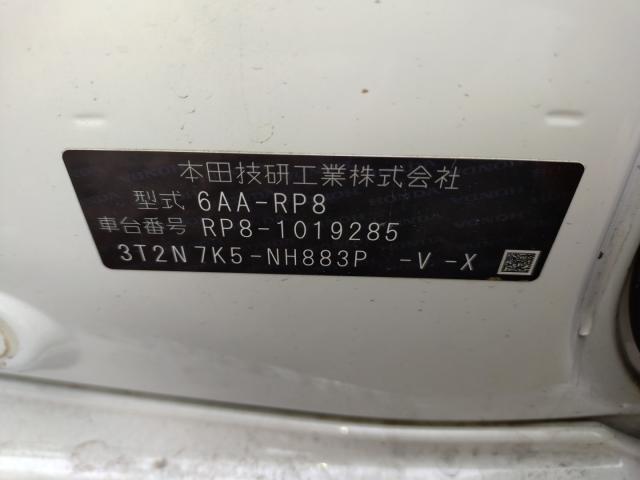 本田技研工業株式会社
型式 6AA-RP8
車台番号 RP8-1019285
3T2N7K5-NH883P -V-X